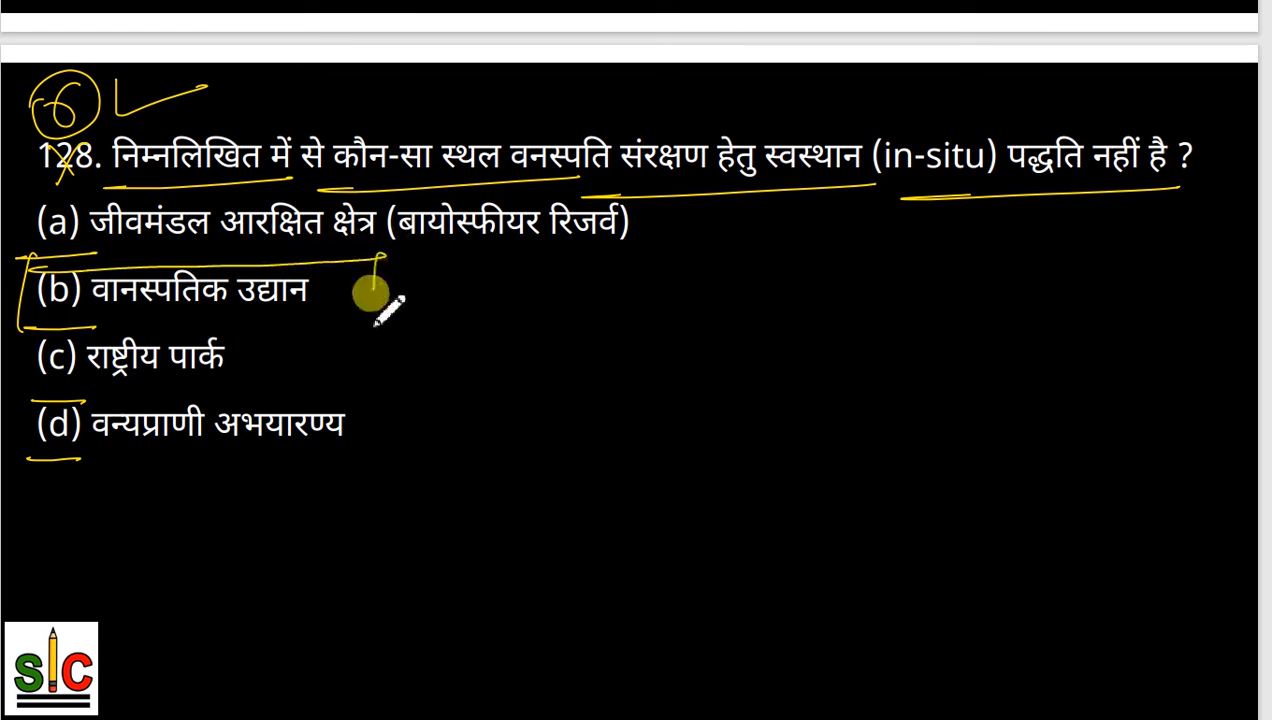 6
128. निम्नलिखित में से कौन-सा स्थल वनस्पति संरक्षण हेतु स्वस्थान (in-situ) पद्धति नहीं है ?
(a) जीवमंडल आरक्षित क्षेत्र (बायोस्फीयर रिजर्व)
(b) वानस्पतिक उद्यान
(c) राष्ट्रीय पार्क
(d) वन्यप्राणी अभयारण्य
SIC